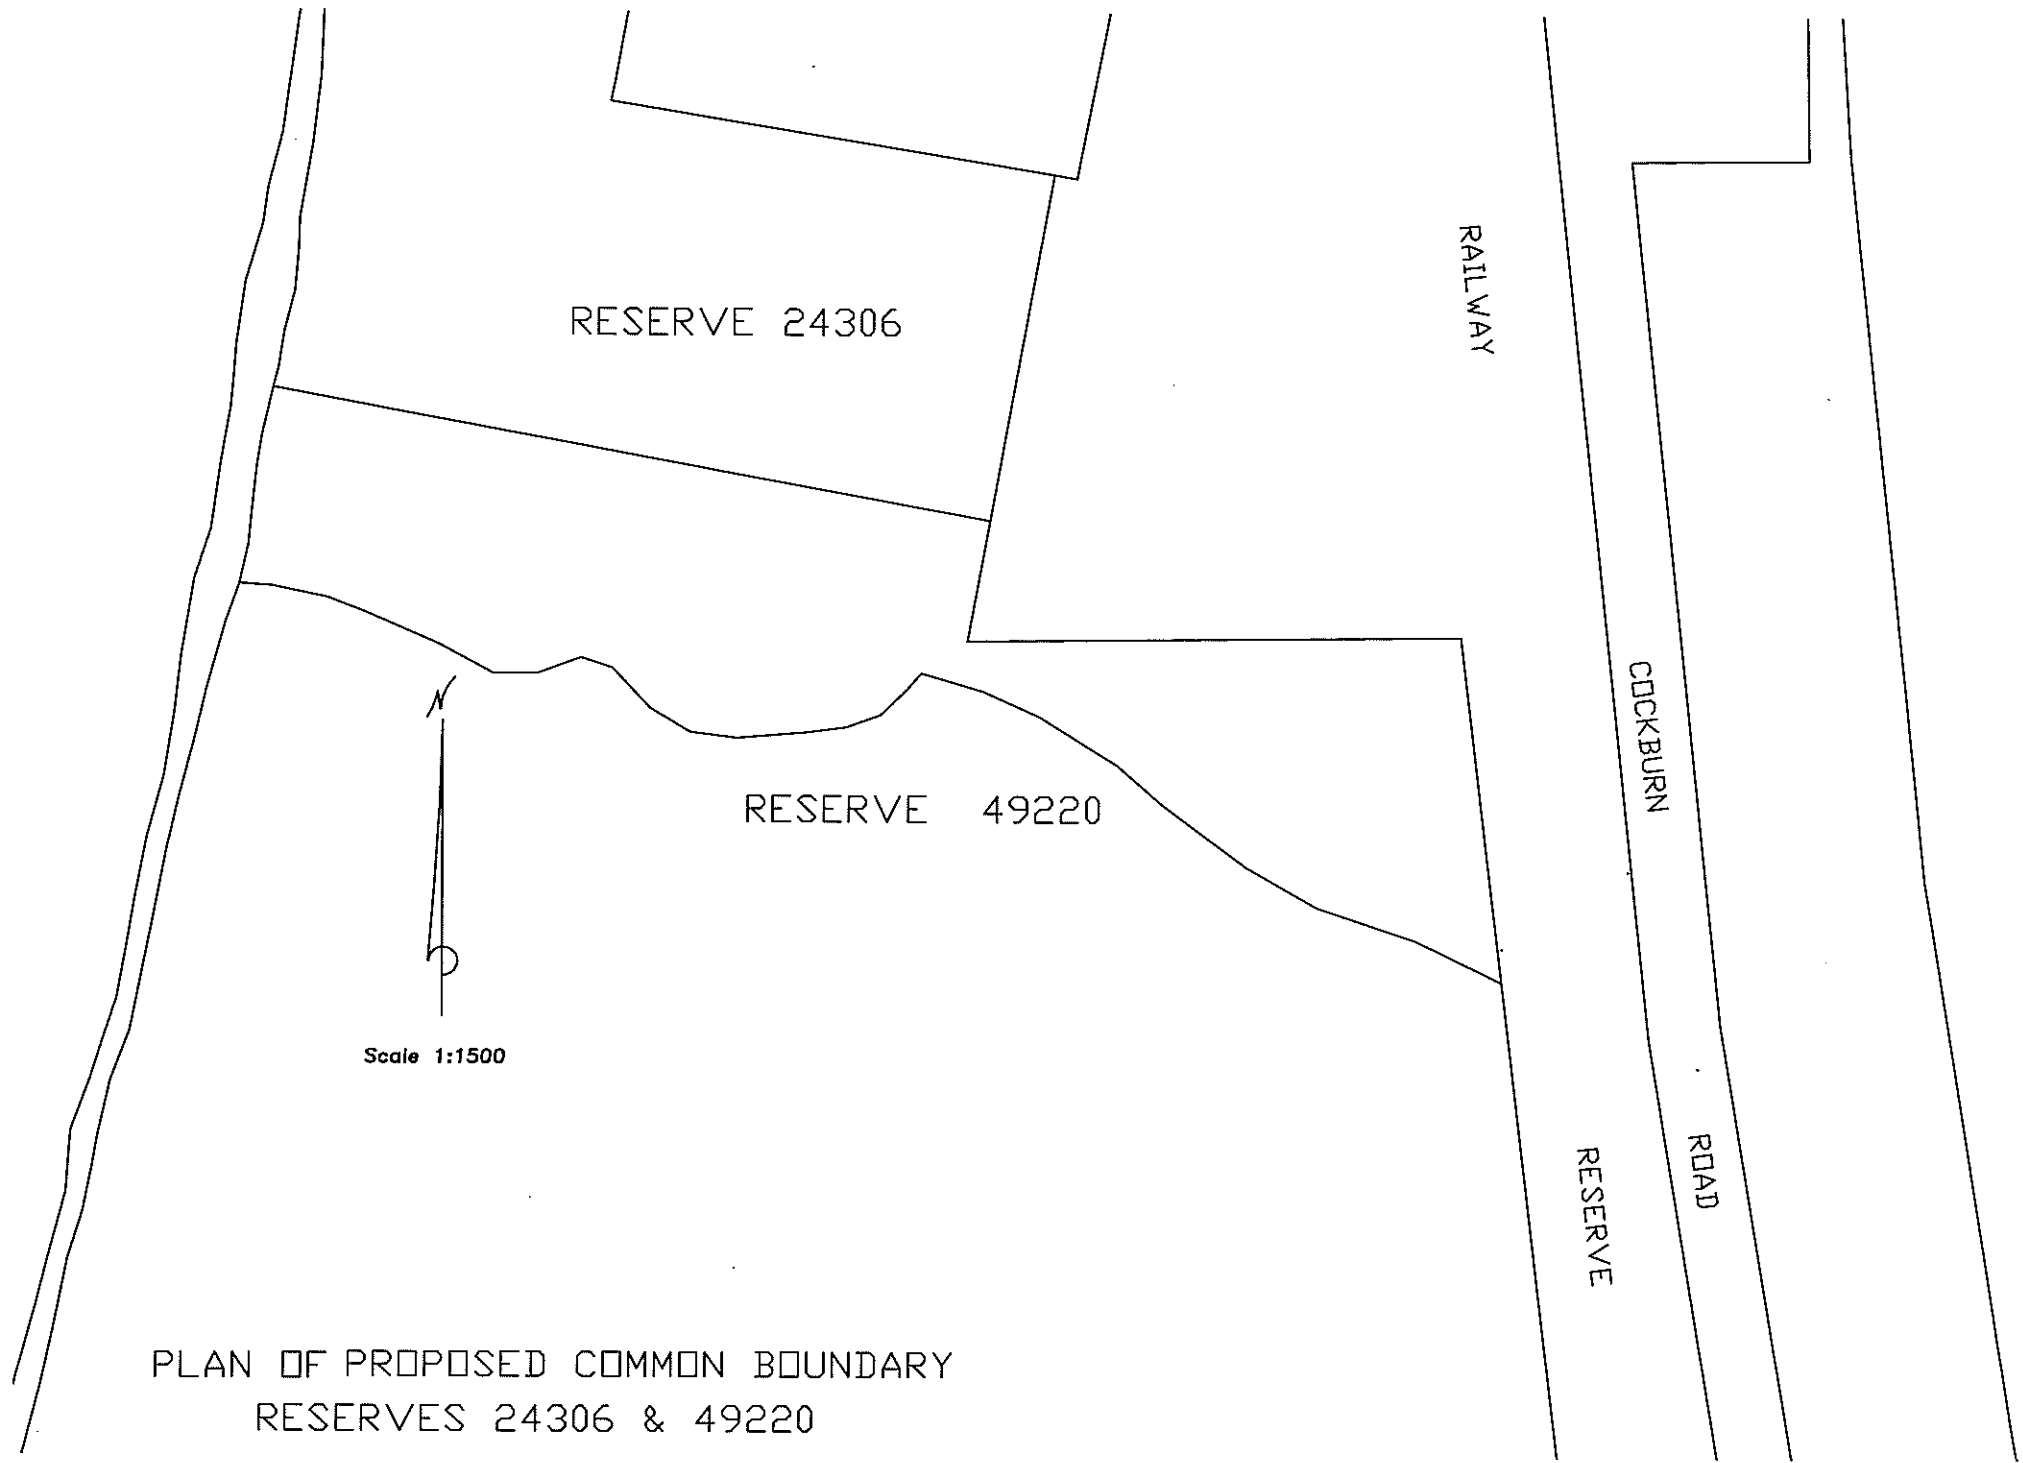 RAILWAY
RESERVE 24306
COCKBURN
RESERVE 49220
N
Scale 1:1500
ROAD
RESERVE
PLAN OF PROPOSED COMMON BOUNDARY
RESERVES 24306 & 49220